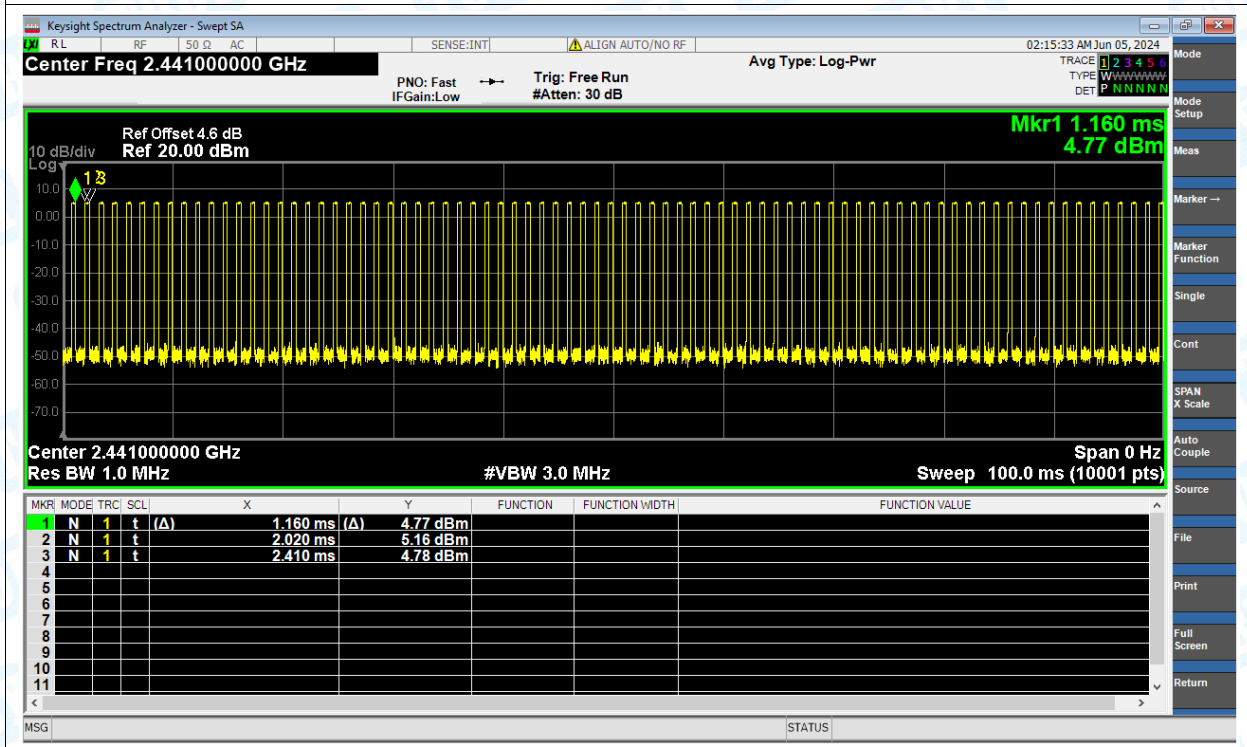 Keysight Spectrum Analyzer - Swept SA
LXI RL RF 50 Ω AC SENSE:INT ALIGN AUTO/NO RF 02:15:33 AM Jun 05, 2024
Center Freq 2.441000000 GHz
PNO: Fast
IFGain:Low
Trig: Free Run
#Atten: 30 dB
Avg Type: Log-Pwr
TRACE 1 2 3 4 5 6
TYPE WWWWWW
DET P N N N N N
Mkr1 1.160 ms
4.77 dBm
Ref Offset 4.6 dB
10 dB/div Ref 20.00 dBm
Log
1
3
10.0
0.00
-10.0
-20.0
-30.0
-40.0
-50.0
-60.0
-70.0
Center 2.441000000 GHz Span 0 Hz
Res BW 1.0 MHz #VBW 3.0 MHz Sweep 100.0 ms (10001 pts)
MKR MODE TRC SCL X Y FUNCTION FUNCTION WIDTH FUNCTION VALUE
1 N 1 t (Δ) 1.160 ms (Δ) 4.77 dBm
2 N 1 t 2.020 ms 5.16 dBm
3 N 1 t 2.410 ms 4.78 dBm
4
5
6
7
8
9
10
11
MSG STATUS
Mode
Mode
Setup
Meas
Marker →
Marker
Function
Single
Cont
SPAN
X Scale
Auto
Couple
Source
File
Print
Full
Screen
Return